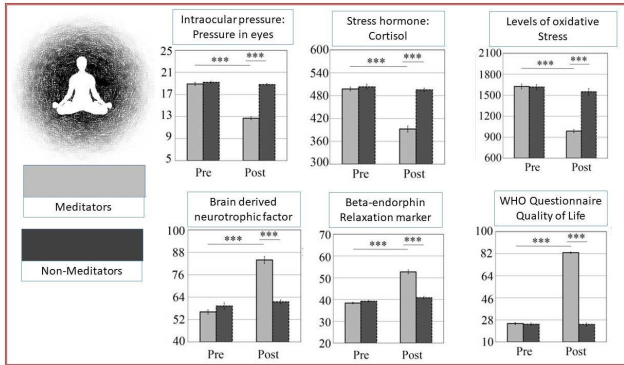 Intraocular pressure:
Pressure in eyes
25
21
17
13
9
5
***
***
Pre
Post
Stress hormone:
Cortisol
600
540
480
420
360
300
***
***
Pre
Post
Levels of oxidative
Stress
2100
1800
1500
1200
900
600
***
***
Pre
Post
Meditators
Non-Meditators
Brain derived
neurotrophic factor
88
76
64
52
40
***
***
Pre
Post
Beta-endorphin
Relaxation marker
70
60
50
40
30
20
***
***
Pre
Post
WHO Questionnaire
Quality of Life
100
82
64
46
28
10
***
***
Pre
Post